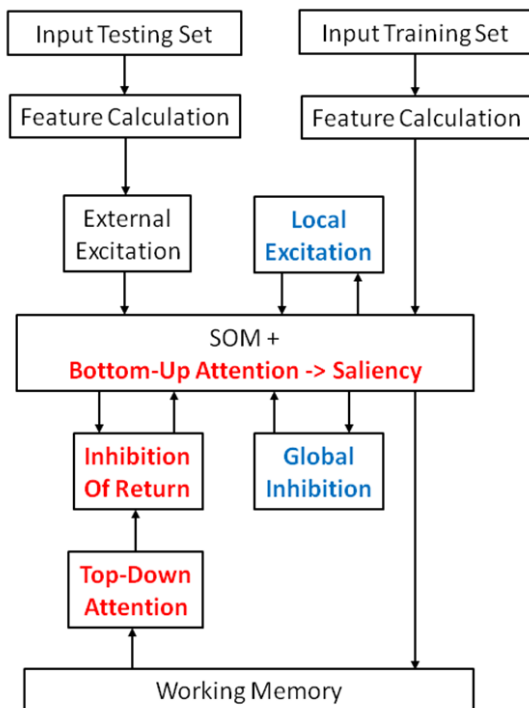 Input Testing Set
Input Training Set
Feature Calculation
Feature Calculation
External
Excitation
Local
Excitation
SOM +
Bottom-Up Attention -> Saliency
Inhibition
Of Return
Global
Inhibition
Top-Down
Attention
Working Memory